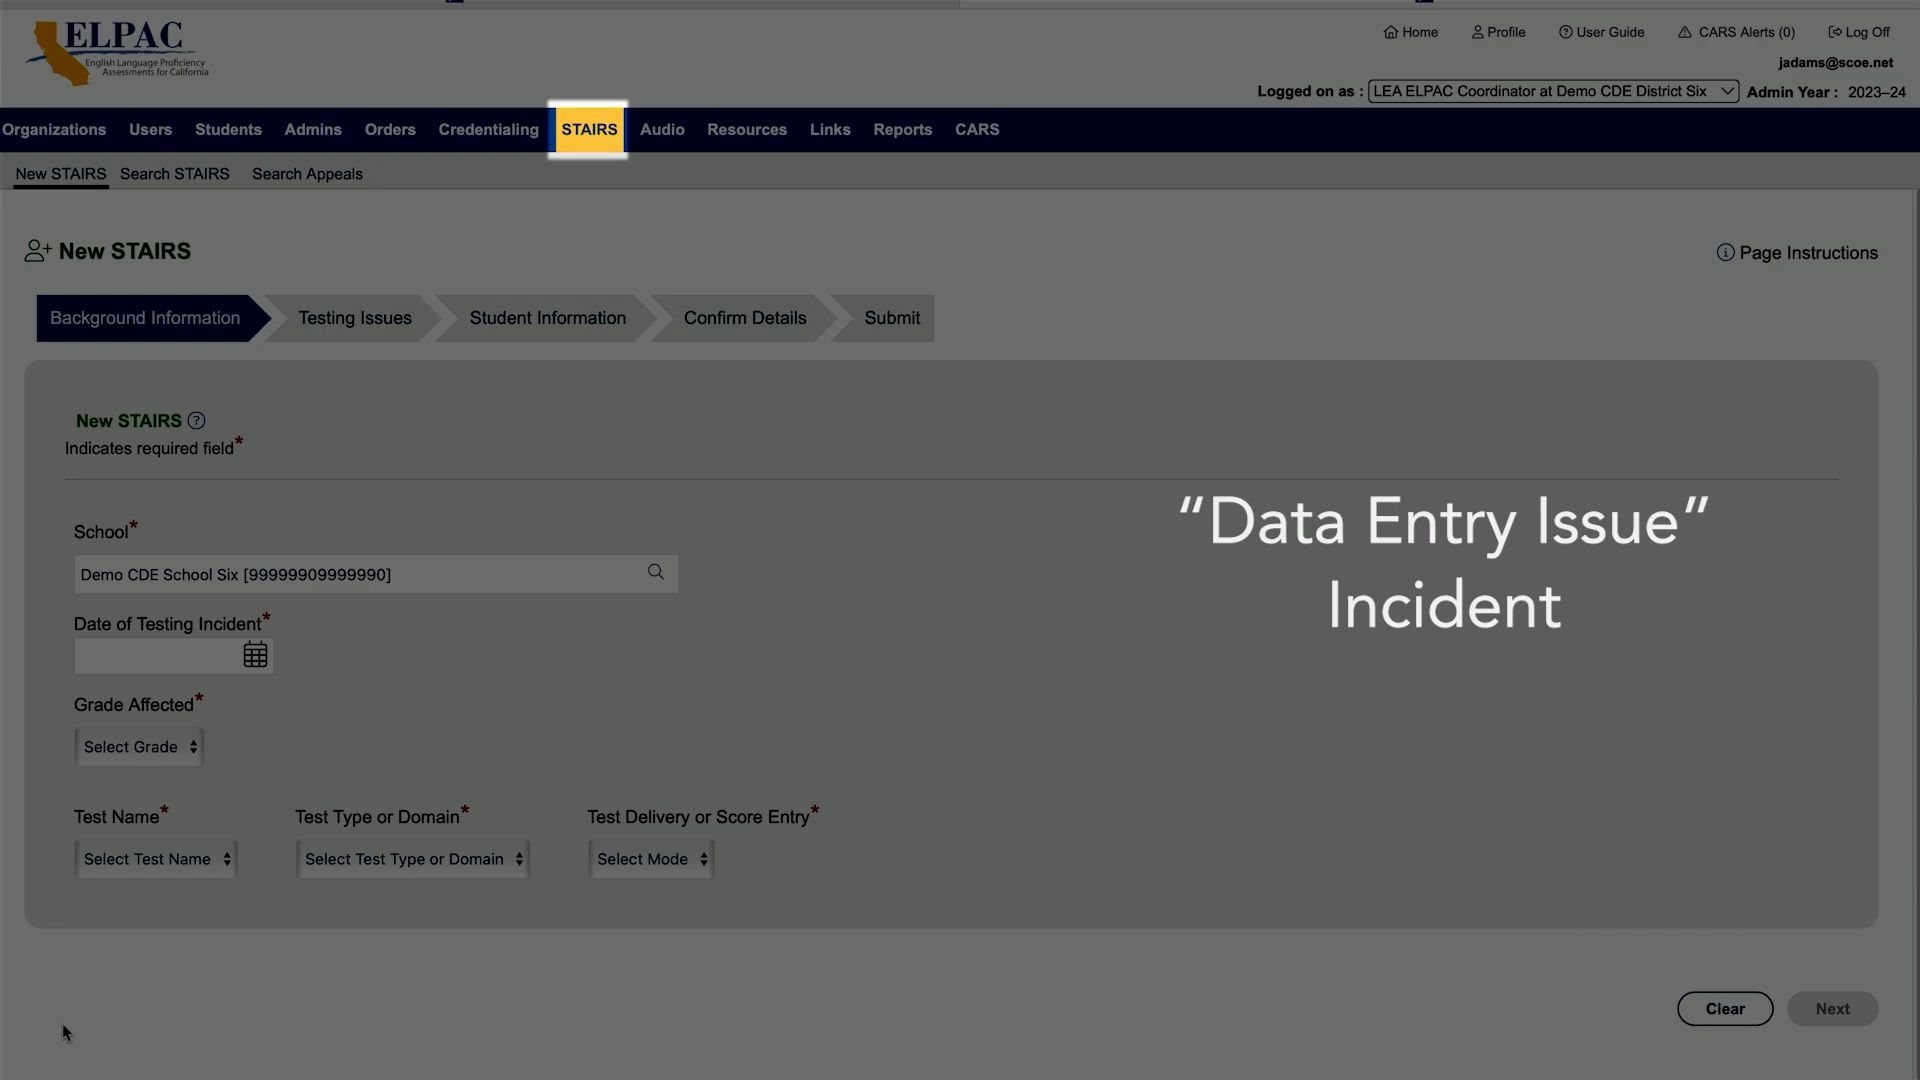 ELPAC
English Language Proficiency
Assessments for California
Home Profile User Guide CARS Alerts (0) Log Off
jadams@scoe.net
Logged on as : LEA ELPAC Coordinator at Demo CDE District Six Admin Year : 2023–24
Organizations Users Students Admins Orders Credentialing STAIRS Audio Resources Links Reports CARS
New STAIRS Search STAIRS Search Appeals
New STAIRS
Page Instructions
Background Information Testing Issues Student Information Confirm Details Submit
New STAIRS ?
Indicates required field*
“Data Entry Issue”
Incident
School*
Demo CDE School Six [99999909999990]
Date of Testing Incident*
Grade Affected*
Select Grade
Test Name* Test Type or Domain* Test Delivery or Score Entry*
Select Test Name Select Test Type or Domain Select Mode
Clear Next